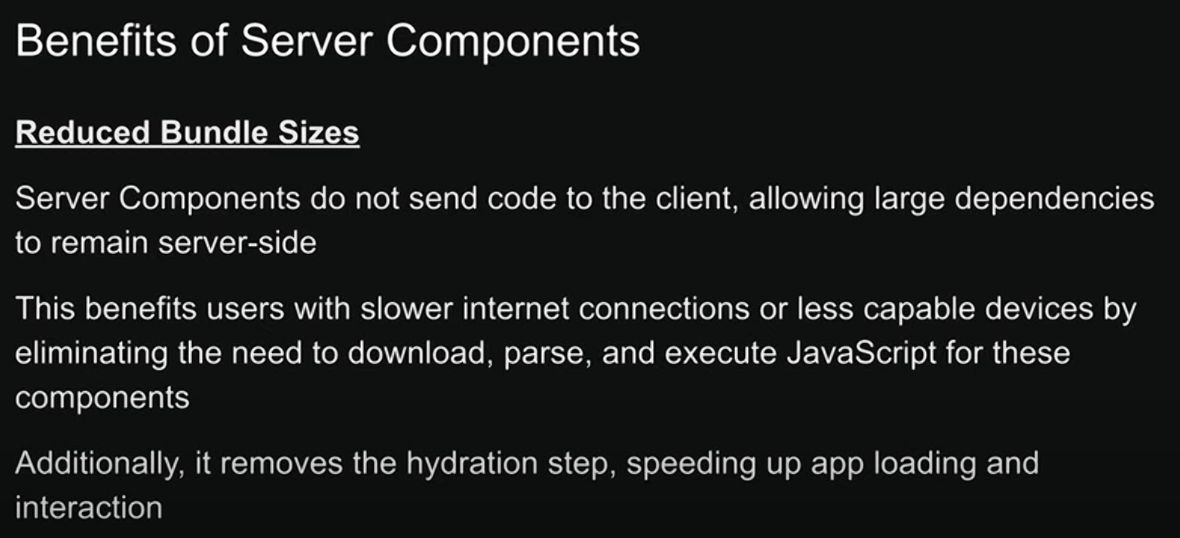 Benefits of Server Components
Reduced Bundle Sizes
Server Components do not send code to the client, allowing large dependencies
to remain server-side
This benefits users with slower internet connections or less capable devices by
eliminating the need to download, parse, and execute JavaScript for these
components
Additionally, it removes the hydration step, speeding up app loading and
interaction